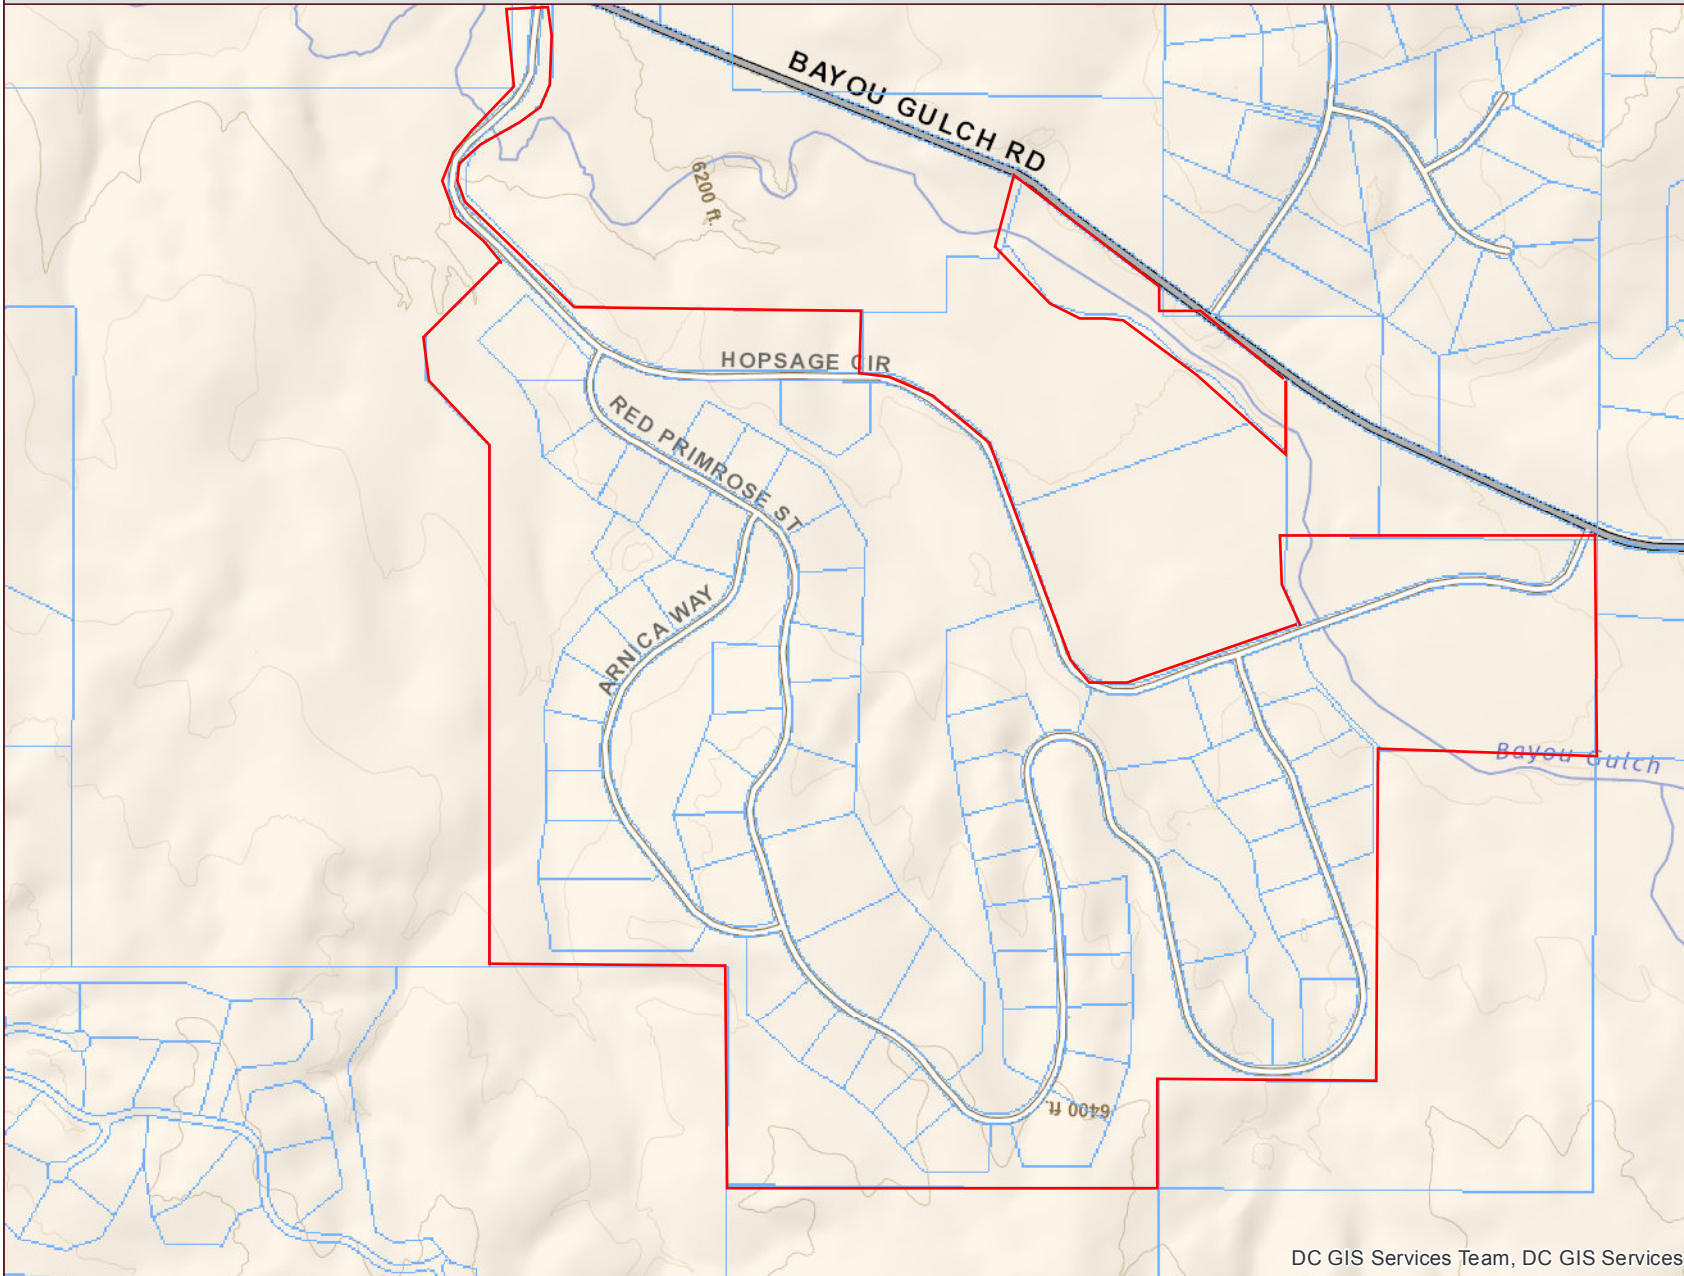 BAYOU GULCH RD
6200 ft.
HOPSAGE CIR
RED PRIMROSE ST
ARNICA WAY
Bayou Gulch
6400 ft.
DC GIS Services Team, DC GIS Services